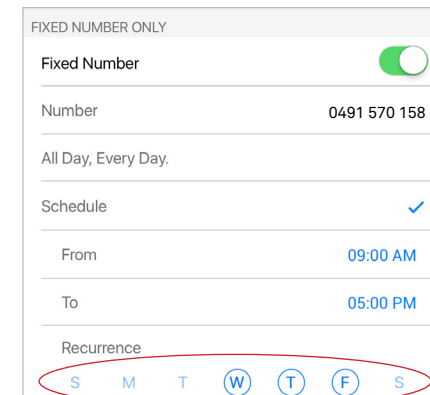 FIXED NUMBER ONLY
Fixed Number
Number 0491 570 158
All Day, Every Day.
Schedule
From 09:00 AM
To 05:00 PM
Recurrence
S M T W T F S